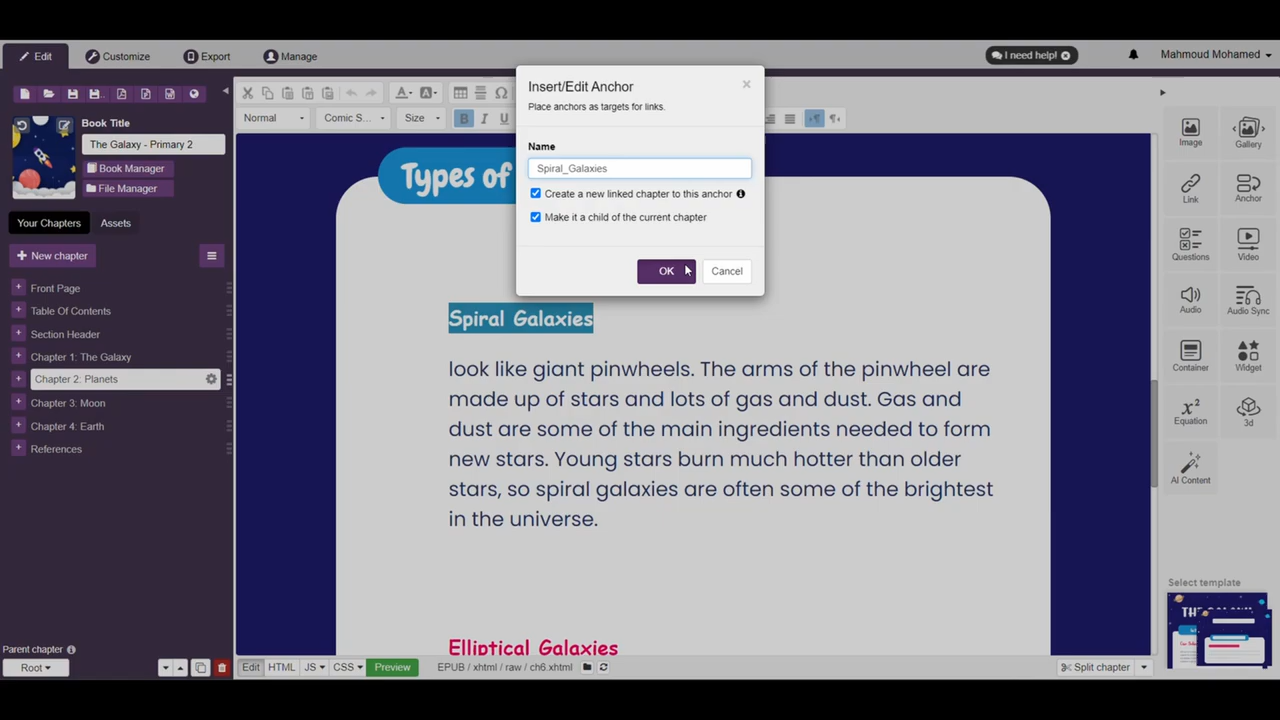 Edit
Customize
Export
Manage
I need help!
Mahmoud Mohamed
Book Title
The Galaxy - Primary 2
Book Manager
File Manager
Your Chapters
Assets
New chapter
Front Page
Table Of Contents
Section Header
Chapter 1: The Galaxy
Chapter 2: Planets
Chapter 3: Moon
Chapter 4: Earth
References
Parent chapter
Root
Normal
Comic S...
Size
B I U
Insert/Edit Anchor
Place anchors as targets for links.
Name
Spiral_Galaxies
Create a new linked chapter to this anchor
Make it a child of the current chapter
OK
Cancel
Types of
Spiral Galaxies
look like giant pinwheels. The arms of the pinwheel are
made up of stars and lots of gas and dust. Gas and
dust are some of the main ingredients needed to form
new stars. Young stars burn much hotter than older
stars, so spiral galaxies are often some of the brightest
in the universe.
Elliptical Galaxies
Edit
HTML
JS
CSS
Preview
EPUB / xhtml / raw / ch6.xhtml
Split chapter
Image
Gallery
Link
Anchor
Questions
Video
Audio
Audio Sync
Container
Widget
x²
Equation
3d
AI Content
Select template